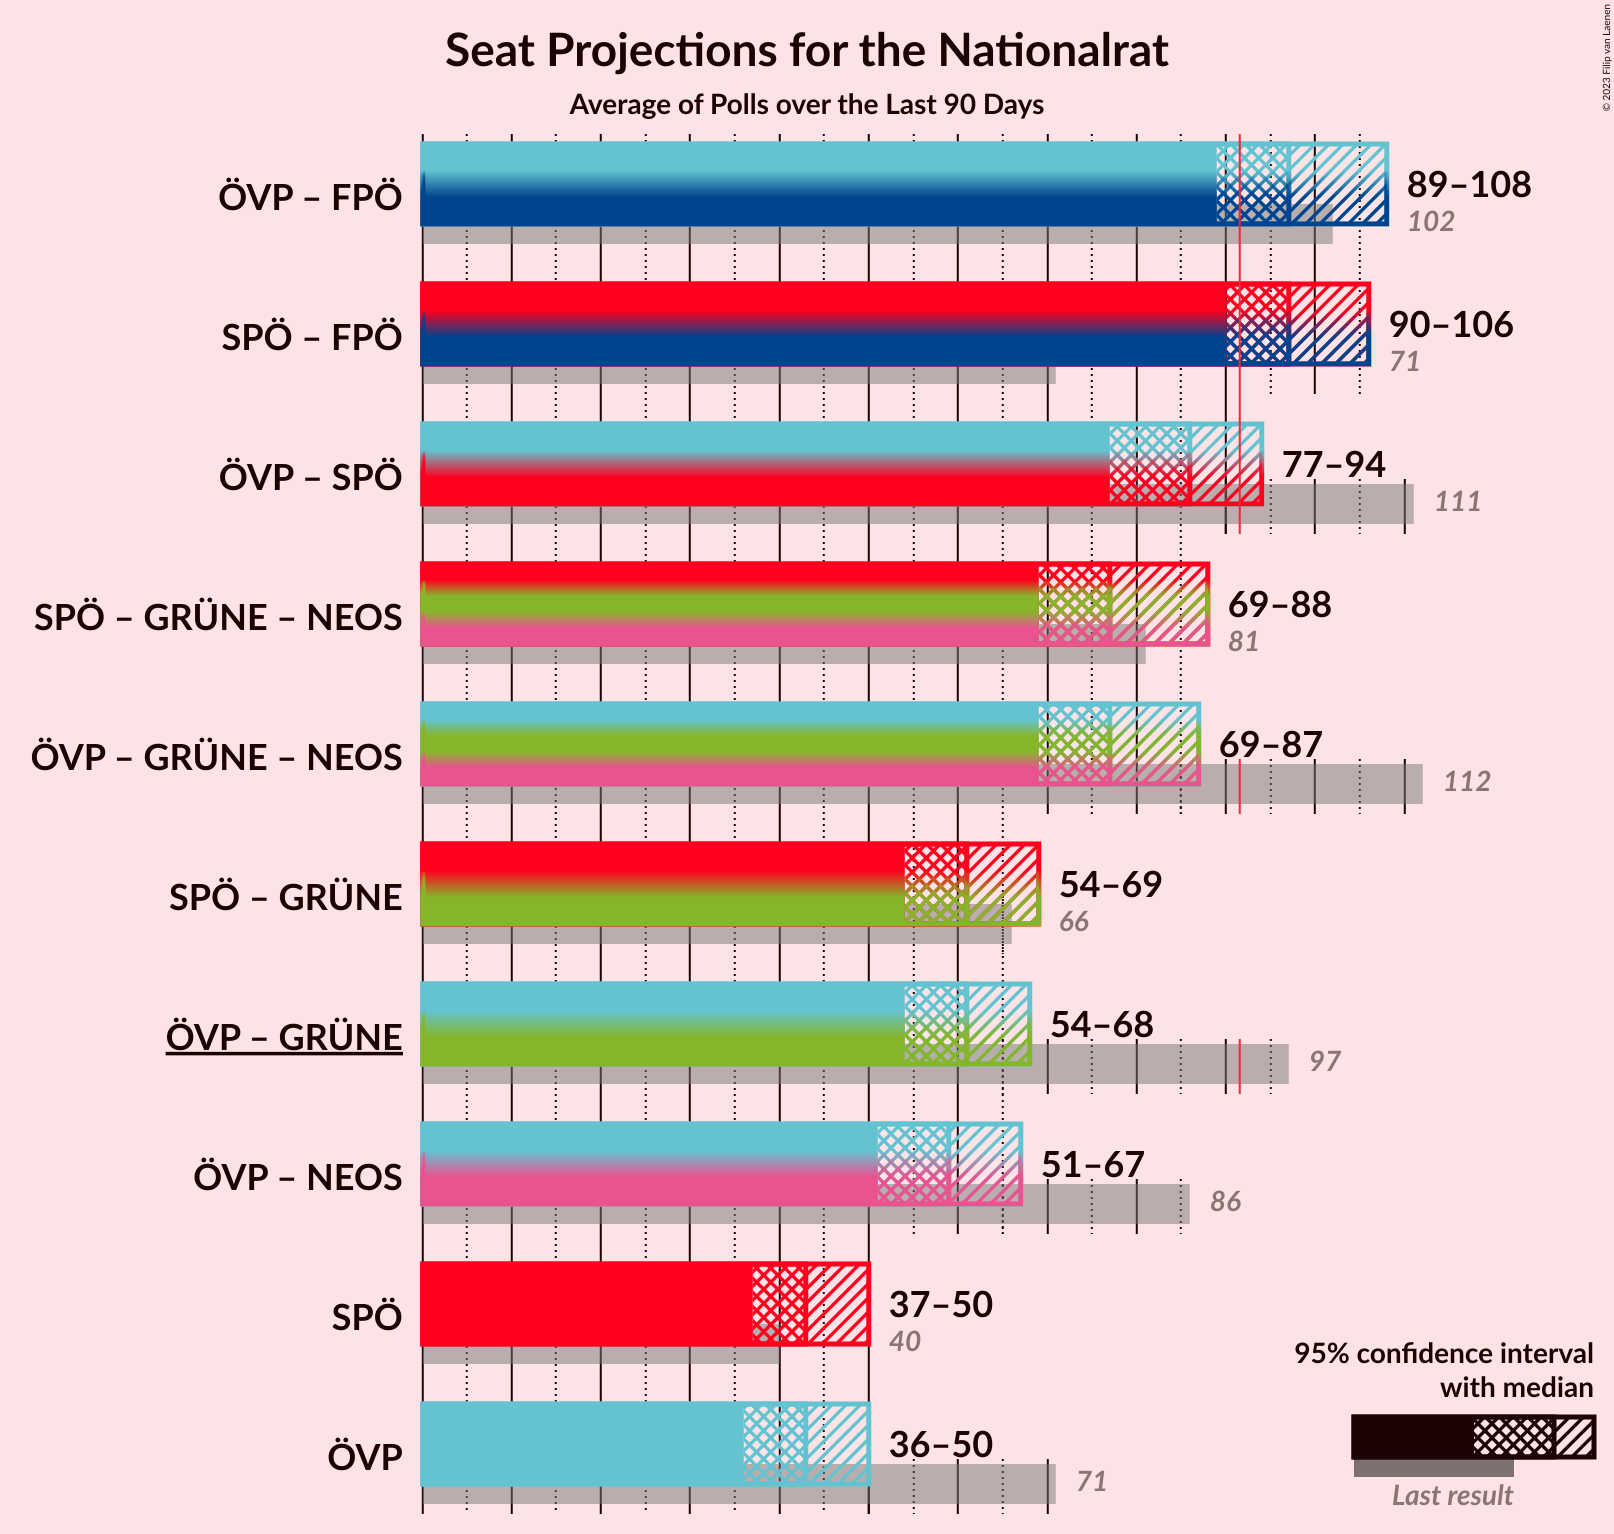 Seat Projections for the Nationalrat
Average of Polls over the Last 90 Days
© 2023 Filip van Laenen
ÖVP – FPÖ
89–108
102
SPÖ – FPÖ
90–106
71
ÖVP – SPÖ
77–94
111
SPÖ – GRÜNE – NEOS
69–88
81
ÖVP – GRÜNE – NEOS
69–87
112
SPÖ – GRÜNE
54–69
66
ÖVP – GRÜNE
54–68
97
ÖVP – NEOS
51–67
86
SPÖ
37–50
40
ÖVP
36–50
71
95% confidence interval
with median
Last result